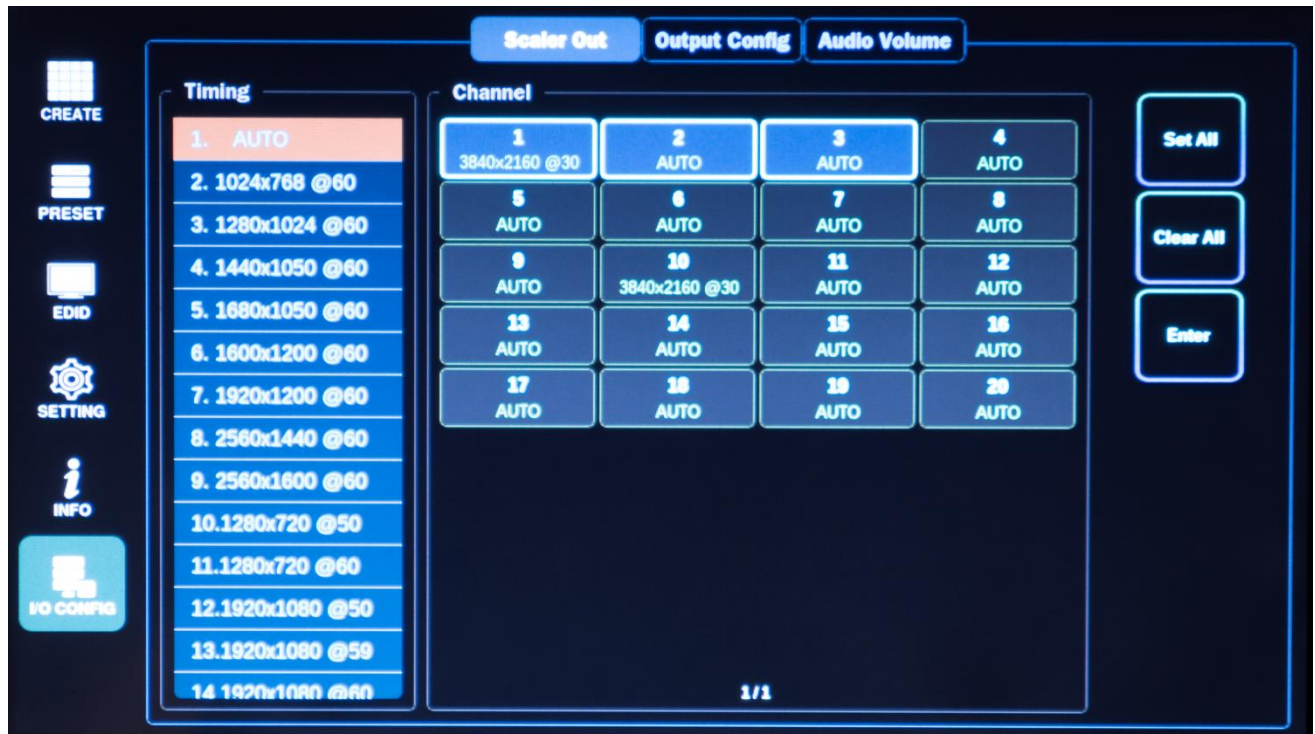 Scaler Out
Output Config
Audio Volume
CREATE
PRESET
EDID
SETTING
INFO
I/O CONFIG
Timing
1. AUTO
2. 1024x768 @60
3. 1280x1024 @60
4. 1440x1050 @60
5. 1680x1050 @60
6. 1600x1200 @60
7. 1920x1200 @60
8. 2560x1440 @60
9. 2560x1600 @60
10.1280x720 @50
11.1280x720 @60
12.1920x1080 @50
13.1920x1080 @59
14.1920x1080 @60
Channel
1
3840x2160 @30
2
AUTO
3
AUTO
4
AUTO
5
AUTO
6
AUTO
7
AUTO
8
AUTO
9
AUTO
10
3840x2160 @30
11
AUTO
12
AUTO
13
AUTO
14
AUTO
15
AUTO
16
AUTO
17
AUTO
18
AUTO
19
AUTO
20
AUTO
1/1
Set All
Clear All
Enter